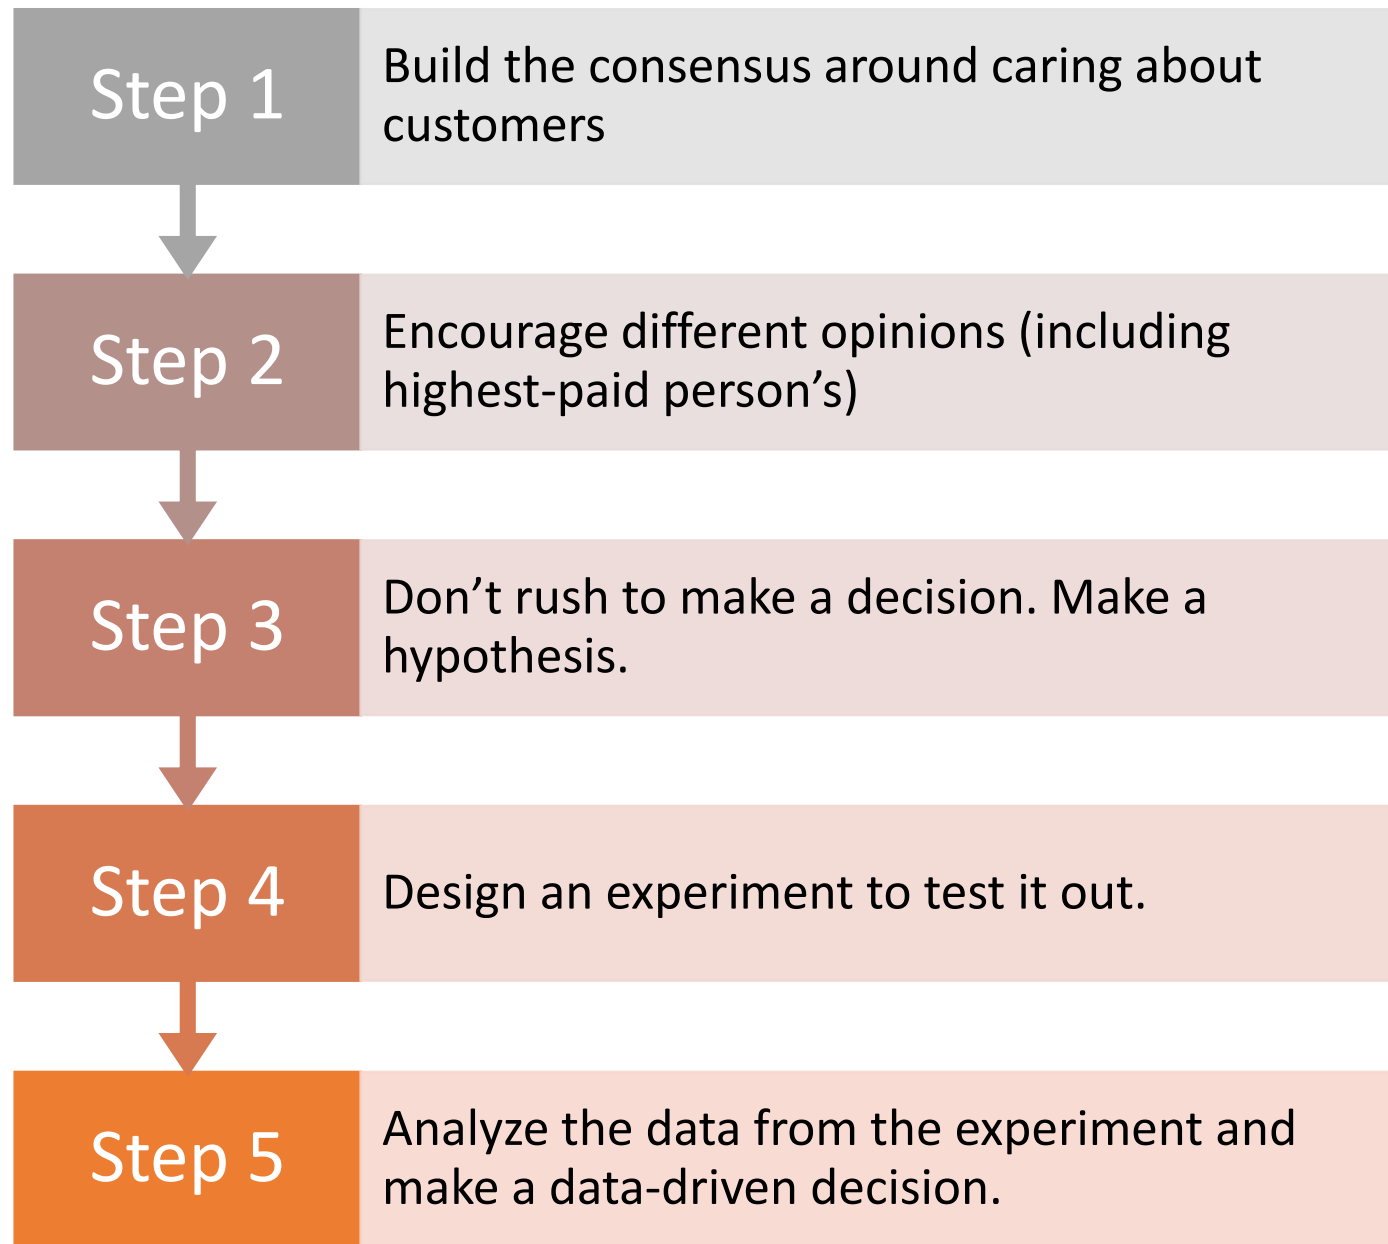 Step 1
Build the consensus around caring about
customers
Step 2
Encourage different opinions (including
highest-paid person’s)
Step 3
Don’t rush to make a decision. Make a
hypothesis.
Step 4
Design an experiment to test it out.
Step 5
Analyze the data from the experiment and
make a data-driven decision.